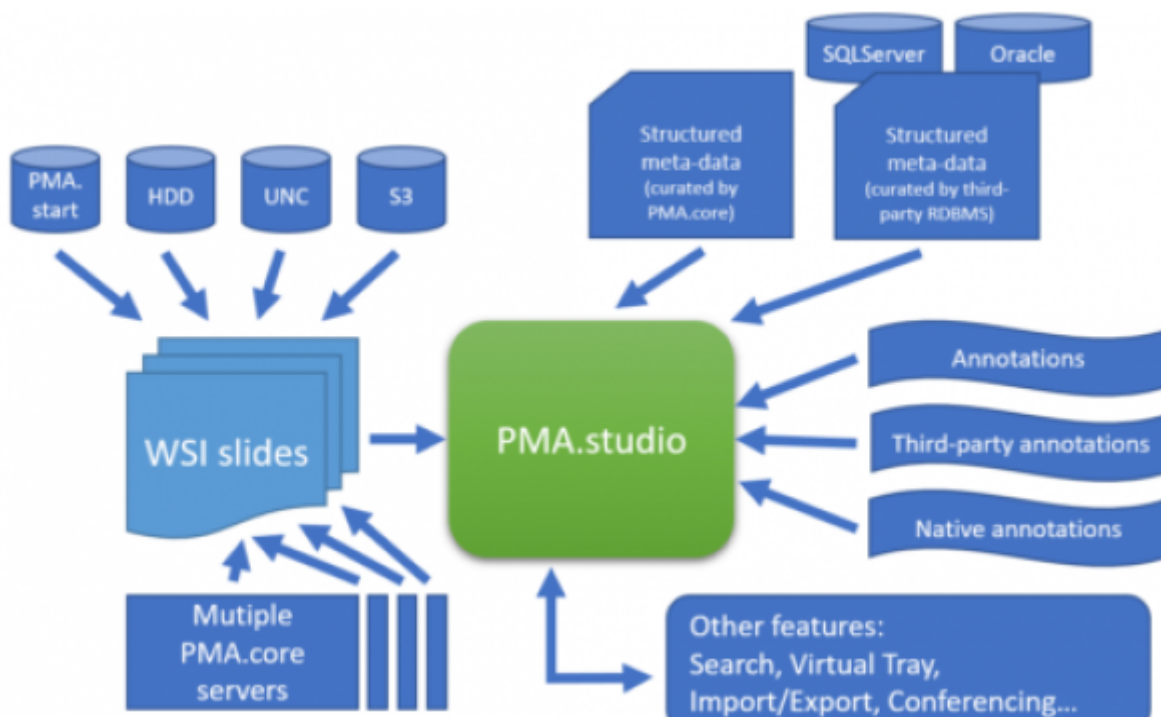 SQLServer
Oracle
Structured
meta-data
(curated by
PMA.core)
Structured
meta-data
(curated by third-
party RDBMS)
PMA.
start
HDD
UNC
S3
WSI slides
PMA.studio
Annotations
Third-party annotations
Native annotations
Mutiple
PMA.core
servers
Other features:
Search, Virtual Tray,
Import/Export, Conferencing...